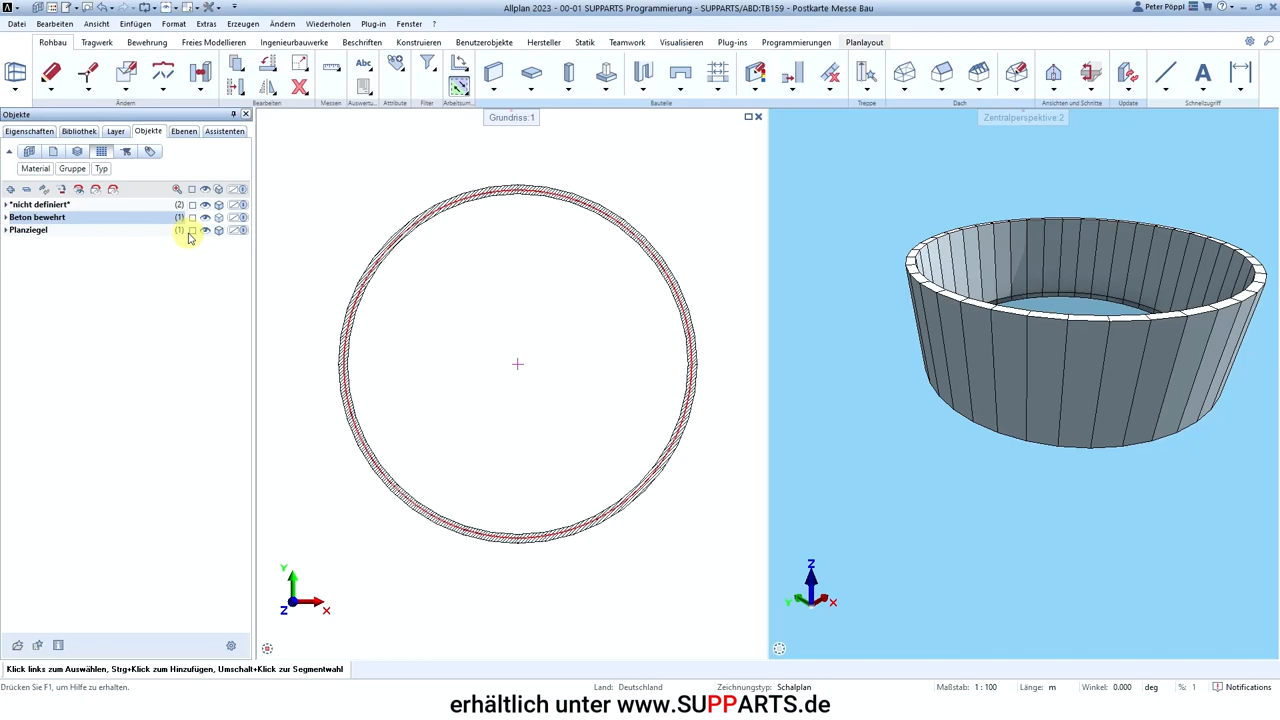 Allplan 2023 - 00-01 SUPPARTS Programmierung - SUPPARTS/ABD:TB159 - Postkarte Messe Bau
Peter Pöppl
Datei Bearbeiten Ansicht Einfügen Format Extras Erzeugen Ändern Wiederholen Plug-in Fenster
Rohbau Tragwerk Bewehrung Freies Modellieren Ingenieurbauwerke Beschriften Konstruieren Benutzerobjekte Hersteller Statik Teamwork Visualisieren Plug-ins Programmierungen Planlayout
Abc
A
Ändern Bearbeiten Messen Auswertu... Attribute Filter Arbeitsum... Bauteile Treppe Dach Ansichten und Schnitte Update Schnellzugriff
Objekte
Eigenschaften Bibliothek Layer Objekte Ebenen Assistenten
Material Gruppe Typ
*nicht definiert* (2)
Beton bewehrt (1)
Planziegel (1)
Grundriss:1
Zentralperspektive:2
Y
Z
X
Z
Y
X
Klick links zum Auswählen, Strg+Klick zum Hinzufügen, Umschalt+Klick zur Segmentwahl
Drücken Sie F1, um Hilfe zu erhalten.
Land: Deutschland
Zeichnungstyp: Schalplan
Maßstab: 1 : 100
Länge: m
Winkel: 0.000 deg
%: 1
Notifications
erhältlich unter www.SUPPARTS.de